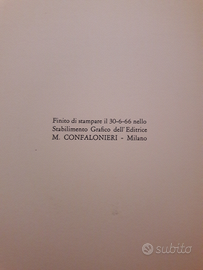 Finito di stampare il 30-6-66 nello
Stabilimento Grafico dell'Editrice
M. CONFALONIERI - Milano
subito